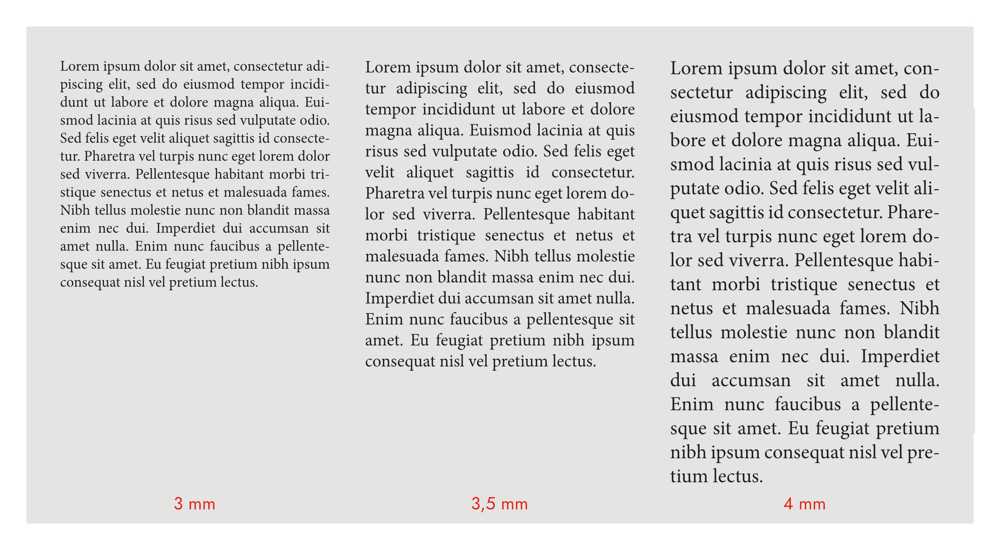 Lorem ipsum dolor sit amet, consectetur adi-
piscing elit, sed do eiusmod tempor incidi-
dunt ut labore et dolore magna aliqua. Eui-
smod lacinia at quis risus sed vulputate odio.
Sed felis eget velit aliquet sagittis id consecte-
tur. Pharetra vel turpis nunc eget lorem dolor
sed viverra. Pellentesque habitant morbi tri-
stique senectus et netus et malesuada fames.
Nibh tellus molestie nunc non blandit massa
enim nec dui. Imperdiet dui accumsan sit
amet nulla. Enim nunc faucibus a pellente-
sque sit amet. Eu feugiat pretium nibh ipsum
consequat nisl vel pretium lectus.
3 mm
Lorem ipsum dolor sit amet, consecte-
tur adipiscing elit, sed do eiusmod
tempor incididunt ut labore et dolore
magna aliqua. Euismod lacinia at quis
risus sed vulputate odio. Sed felis eget
velit aliquet sagittis id consectetur.
Pharetra vel turpis nunc eget lorem do-
lor sed viverra. Pellentesque habitant
morbi tristique senectus et netus et
malesuada fames. Nibh tellus molestie
nunc non blandit massa enim nec dui.
Imperdiet dui accumsan sit amet nulla.
Enim nunc faucibus a pellentesque sit
amet. Eu feugiat pretium nibh ipsum
consequat nisl vel pretium lectus.
3,5 mm
Lorem ipsum dolor sit amet, con-
sectetur adipiscing elit, sed do
eiusmod tempor incididunt ut la-
bore et dolore magna aliqua. Eui-
smod lacinia at quis risus sed vul-
putate odio. Sed felis eget velit ali-
quet sagittis id consectetur. Phare-
tra vel turpis nunc eget lorem do-
lor sed viverra. Pellentesque habi-
tant morbi tristique senectus et
netus et malesuada fames. Nibh
tellus molestie nunc non blandit
massa enim nec dui. Imperdiet
dui accumsan sit amet nulla.
Enim nunc faucibus a pellente-
sque sit amet. Eu feugiat pretium
nibh ipsum consequat nisl vel pre-
tium lectus.
4 mm